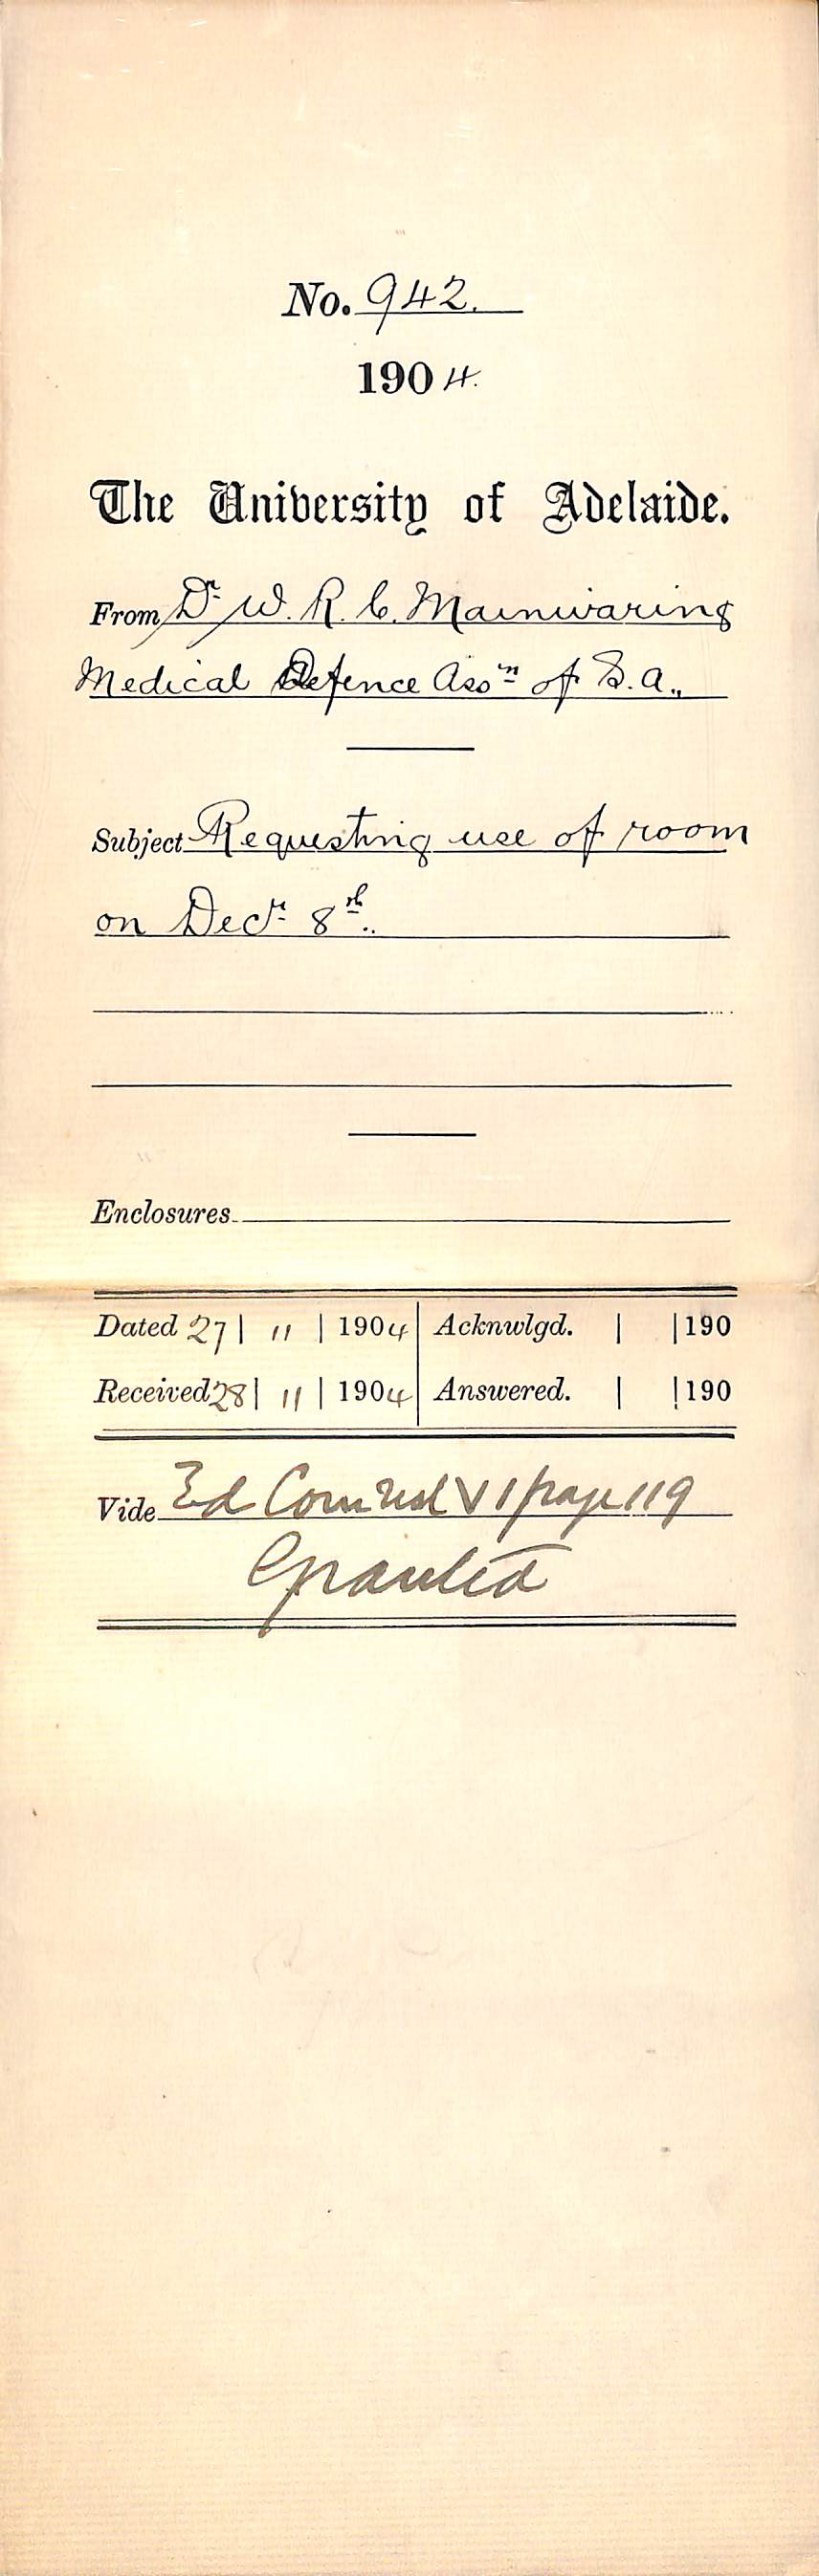 No. 942.
1904.
The University of Adelaide.
From Dr. W. R. C. Mainwaring
Medical Defence Asson of S.A.,
Subject Requesting use of room
on Decr. 8th.
Enclosures
Dated 27 | 11 | 1904 Acknwlgd. | | 190
Received 28 | 11 | 1904 Answered. | | 190
Vide Ed Com V 1 page 119
Granted